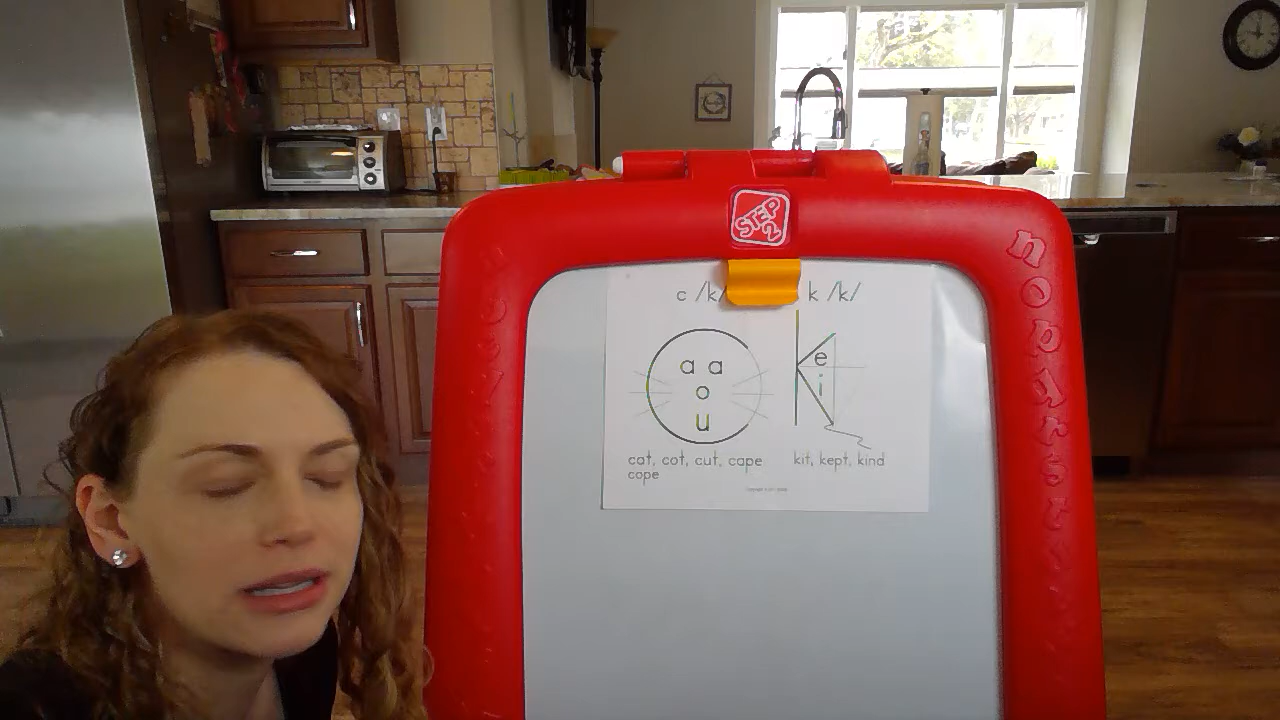 STEP
2
c /k/
k /k/
a a
o
u
e
i
cat, cot, cut, cape
cope
kit, kept, kind
n
o
p
q
r
s
t